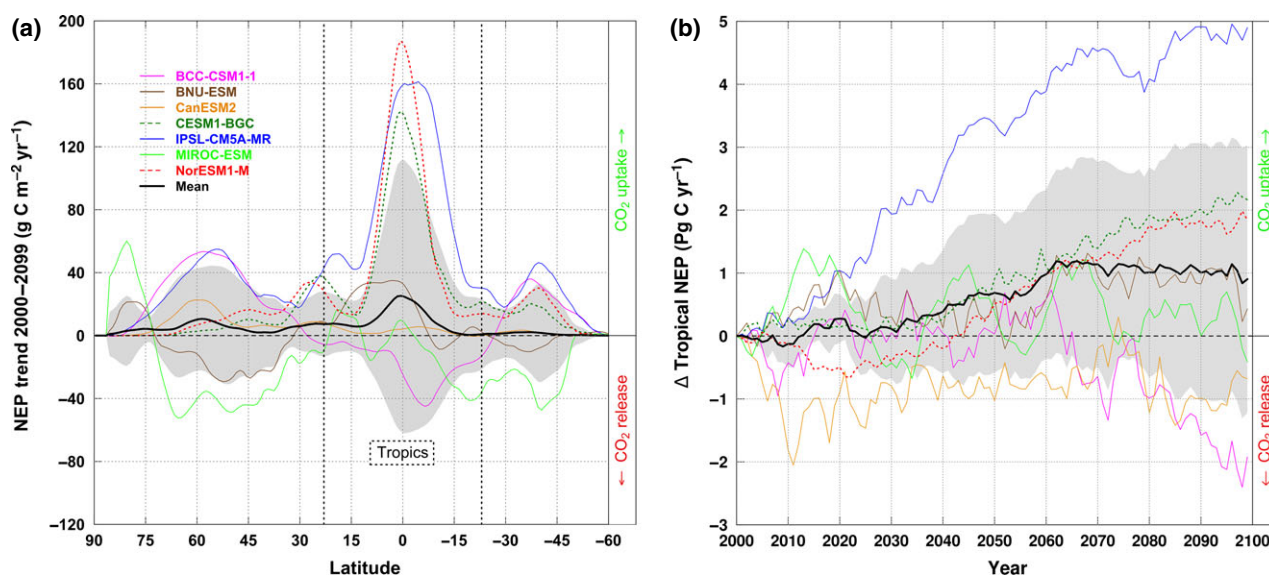 (a)
NEP trend 2000–2099 (g C m−2 yr−1)
200
160
120
80
40
0
−40
−80
−120
BCC-CSM1-1
BNU-ESM
CanESM2
CESM1-BGC
IPSL-CM5A-MR
MIROC-ESM
NorESM1-M
Mean
Tropics
90 75 60 45 30 15 0 −15 −30 −45 −60
Latitude
CO2 uptake →
← CO2 release
(b)
Δ Tropical NEP (Pg C yr−1)
5
4
3
2
1
0
−1
−2
−3
2000 2010 2020 2030 2040 2050 2060 2070 2080 2090 2100
Year
CO2 uptake →
← CO2 release